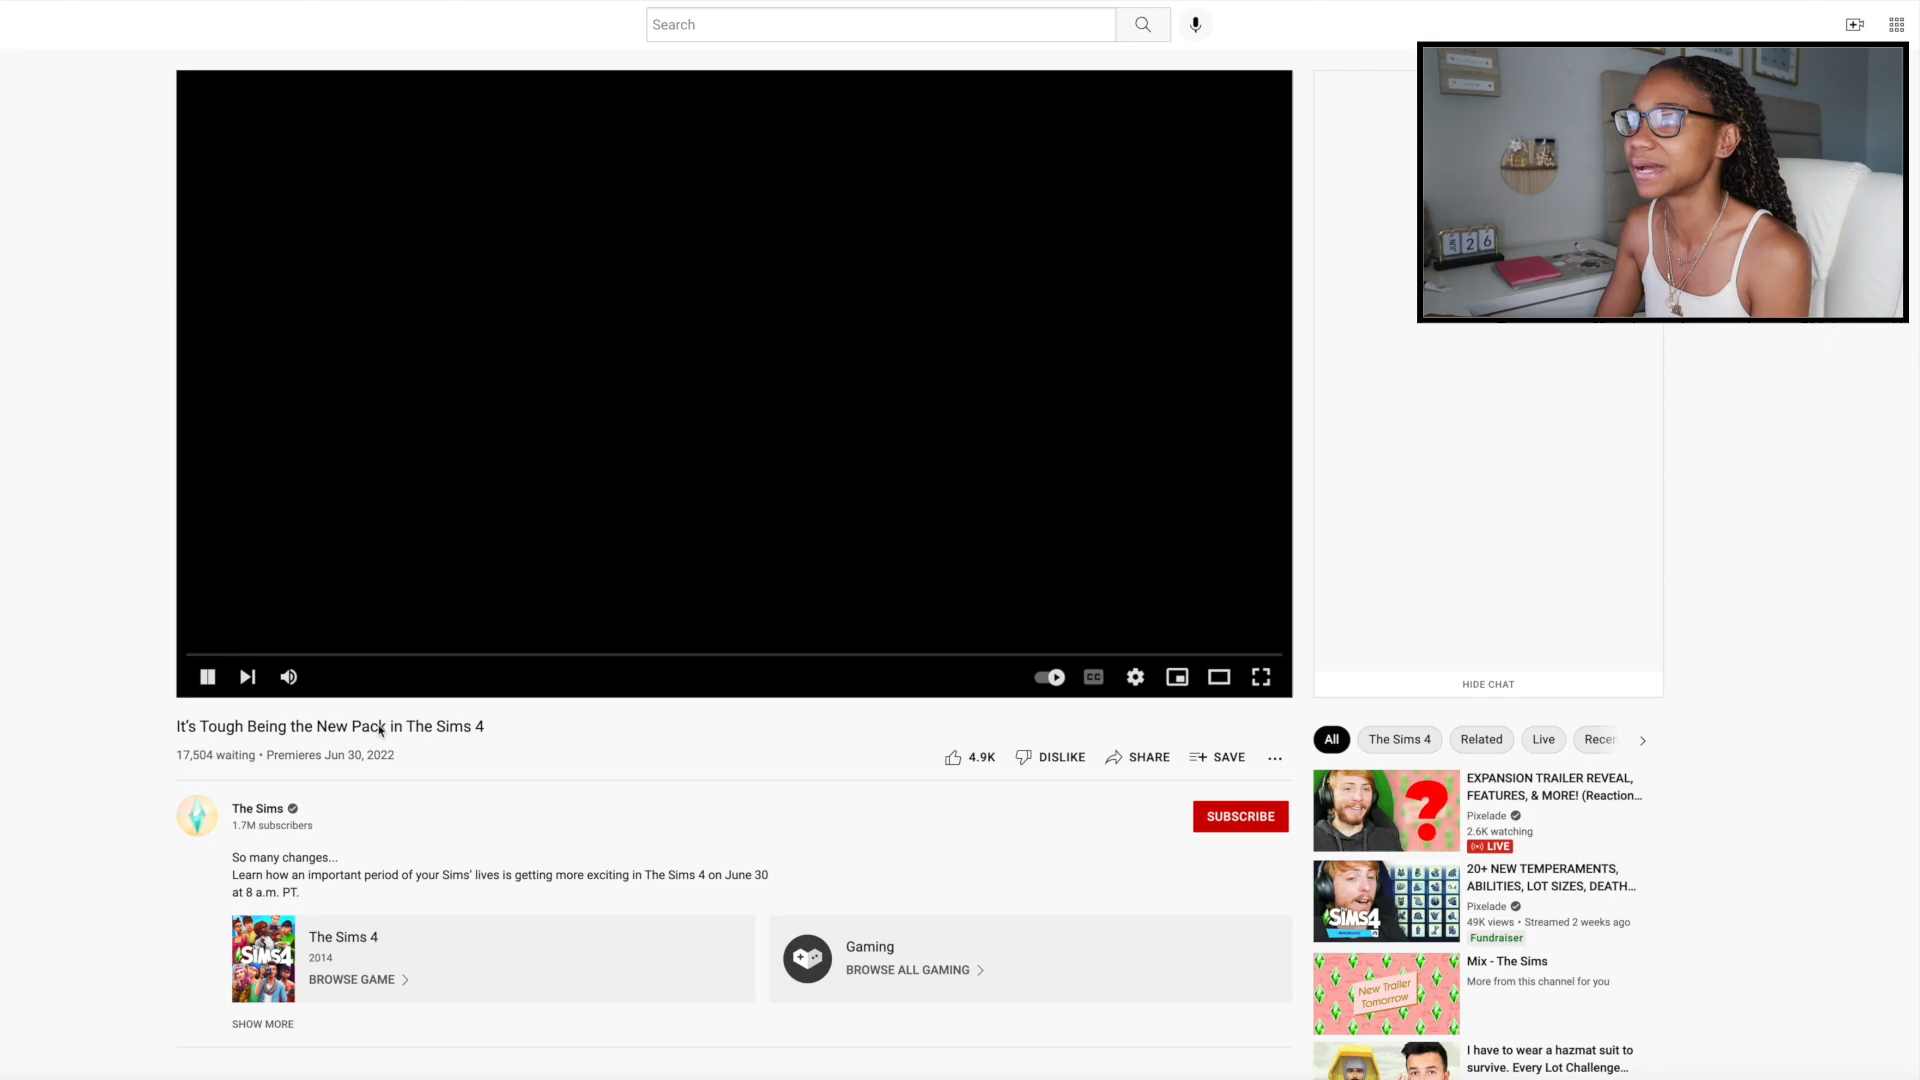 Search
JUN 26
HIDE CHAT
It's Tough Being the New Pack in The Sims 4
17,504 waiting • Premieres Jun 30, 2022
4.9K
DISLIKE
SHARE
SAVE
The Sims
1.7M subscribers
SUBSCRIBE
So many changes...
Learn how an important period of your Sims' lives is getting more exciting in The Sims 4 on June 30
at 8 a.m. PT.
SIMS4
The Sims 4
2014
BROWSE GAME
Gaming
BROWSE ALL GAMING
SHOW MORE
All
The Sims 4
Related
Live
Recen
EXPANSION TRAILER REVEAL,
FEATURES, & MORE! (Reaction...
Pixelade
2.6K watching
LIVE
SIMS4
20+ NEW TEMPERAMENTS,
ABILITIES, LOT SIZES, DEATH...
Pixelade
49K views • Streamed 2 weeks ago
Fundraiser
New Trailer
Tomorrow
Mix - The Sims
More from this channel for you
I have to wear a hazmat suit to
survive. Every Lot Challenge...